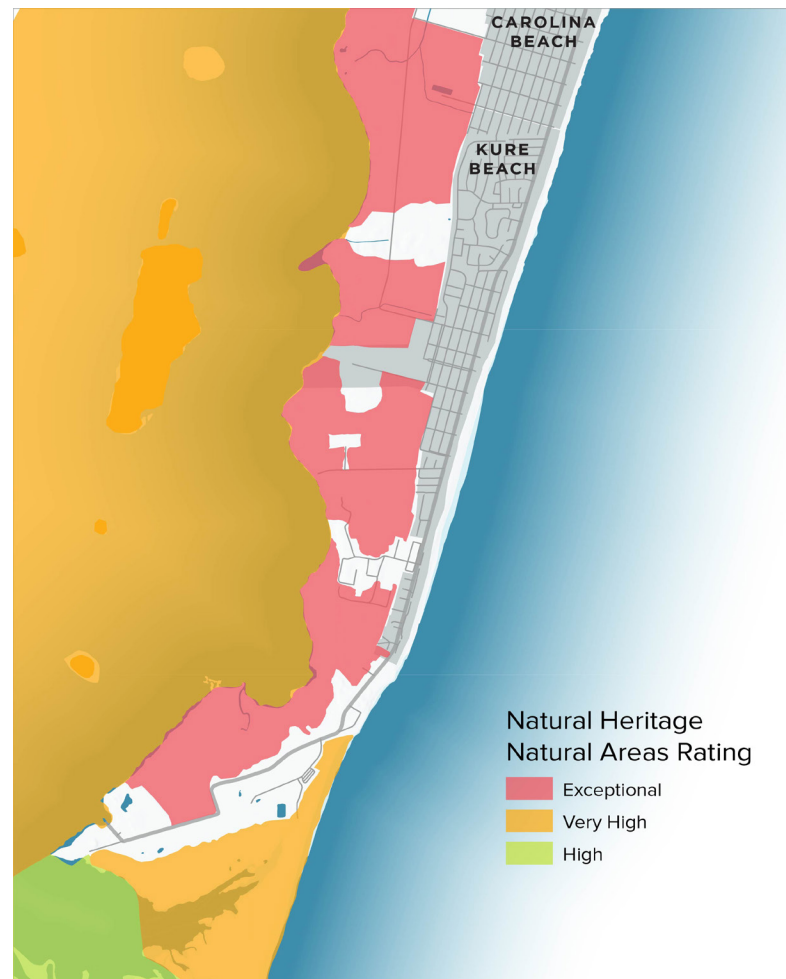 CAROLINA
BEACH
KURE
BEACH
Natural Heritage
Natural Areas Rating
Exceptional
Very High
High